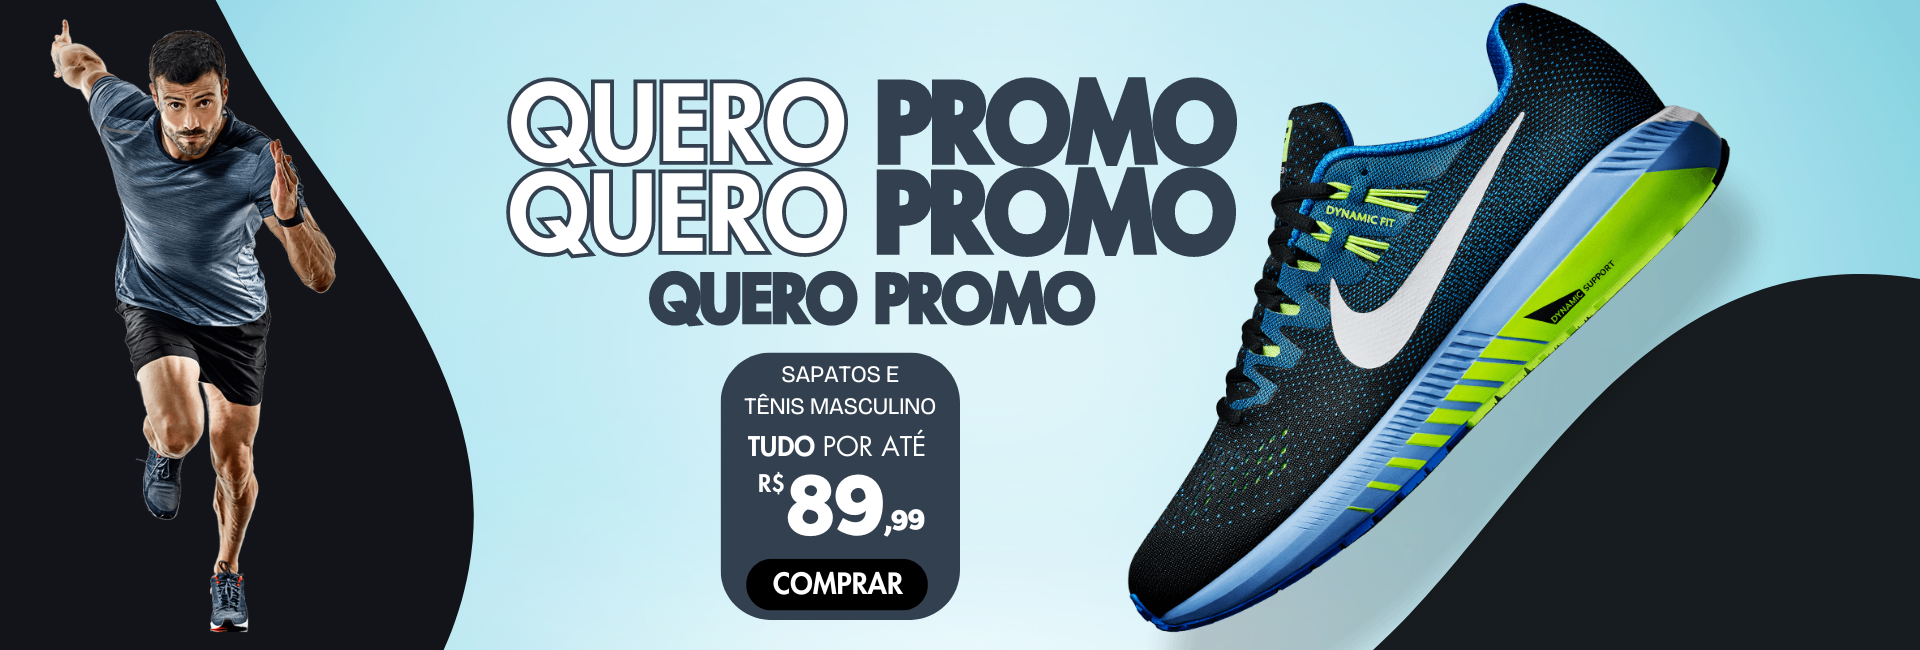 QUERO PROMO
QUERO PROMO
QUERO PROMO
SAPATOS E
TÊNIS MASCULINO
TUDO POR ATÉ
R$ 89,99
COMPRAR
DYNAMIC FIT
DYNAMIC SUPPORT